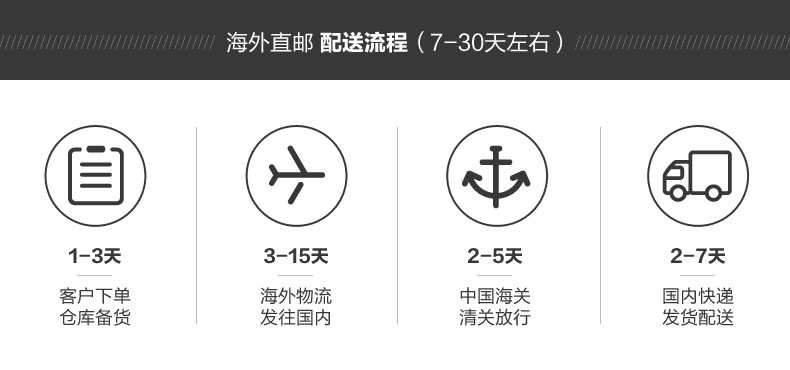 海外直邮 配送流程（7-30天左右）
1-3天
客户下单
仓库备货
3-15天
海外物流
发往国内
2-5天
中国海关
清关放行
2-7天
国内快递
发货配送